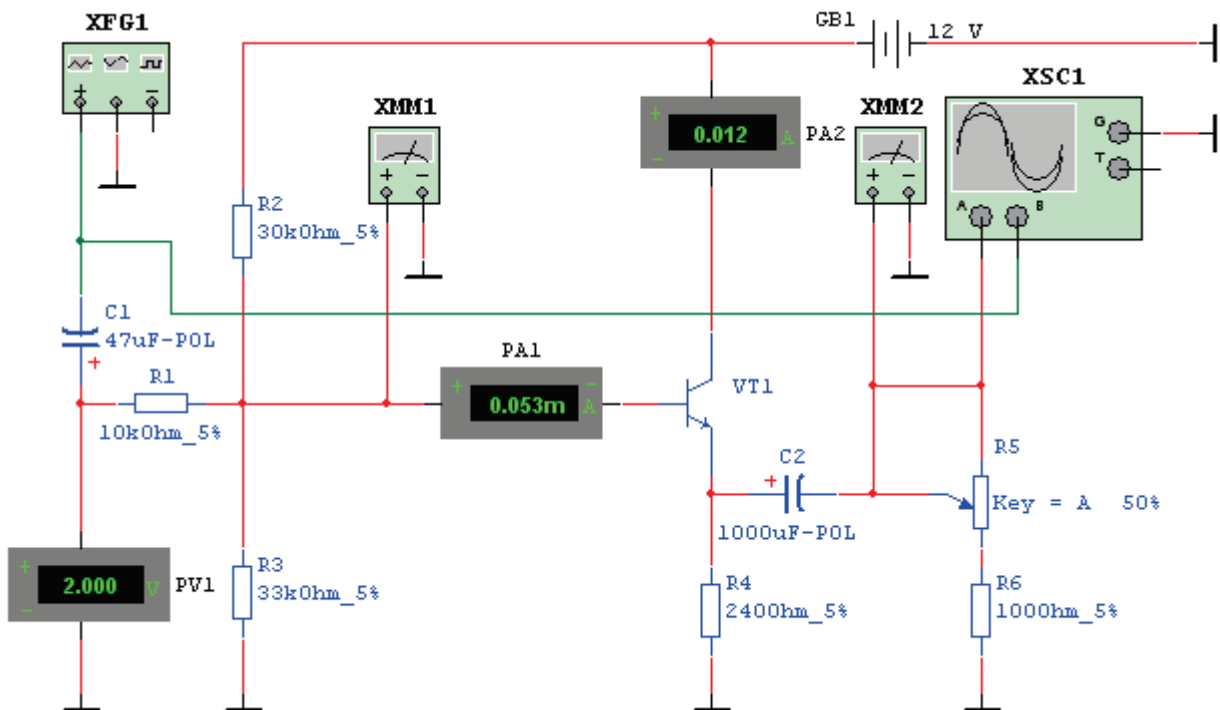 XFG1
+
−
GB1
12 V
XSC1
G
T
A
B
XMM1
+
−
+
−
0.012
A
PA2
XMM2
+
−
R2
30kOhm_5%
C1
47uF-POL
+
R1
10kOhm_5%
PA1
+
−
0.053m
A
VT1
C2
+
1000uF-POL
R5
Key = A 50%
+
−
2.000
V
PV1
R3
33kOhm_5%
R4
240Ohm_5%
R6
100Ohm_5%